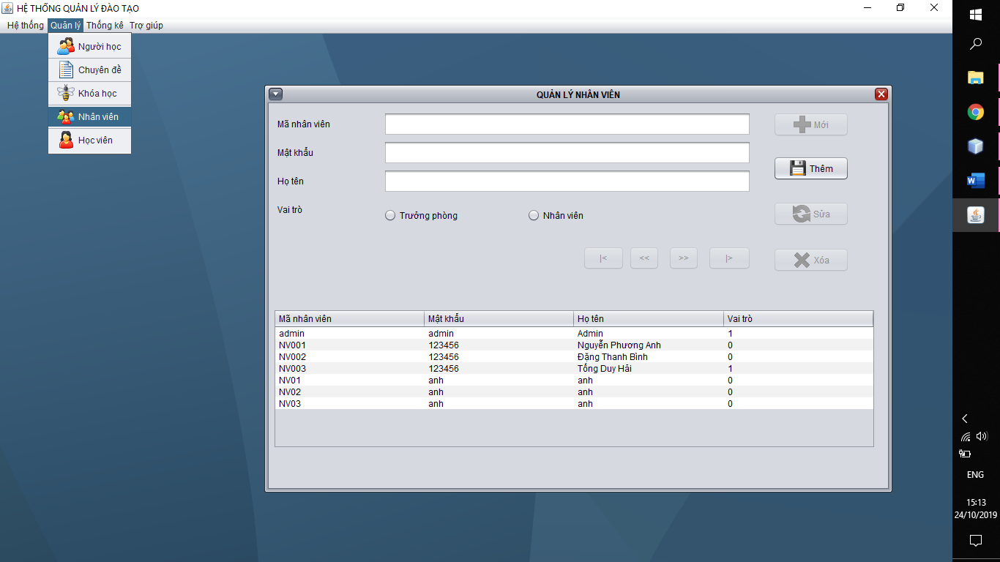 HỆ THỐNG QUẢN LÝ ĐÀO TẠO
Hệ thống Quản lý Thống kê Trợ giúp
Người học
Chuyên đề
Khóa học
Nhân viên
Học viên
QUẢN LÝ NHÂN VIÊN
Mã nhân viên
Mới
Mật khẩu
Thêm
Họ tên
Vai trò
Trưởng phòng Nhân viên
Sửa
|< << >> |>
Xóa
Mã nhân viên Mật khẩu Họ tên Vai trò
admin admin Admin 1
NV001 123456 Nguyễn Phương Anh 0
NV002 123456 Đặng Thanh Bình 0
NV003 123456 Tống Duy Hải 1
NV01 anh anh 0
NV02 anh anh 0
NV03 anh anh 0
ENG
15:13
24/10/2019